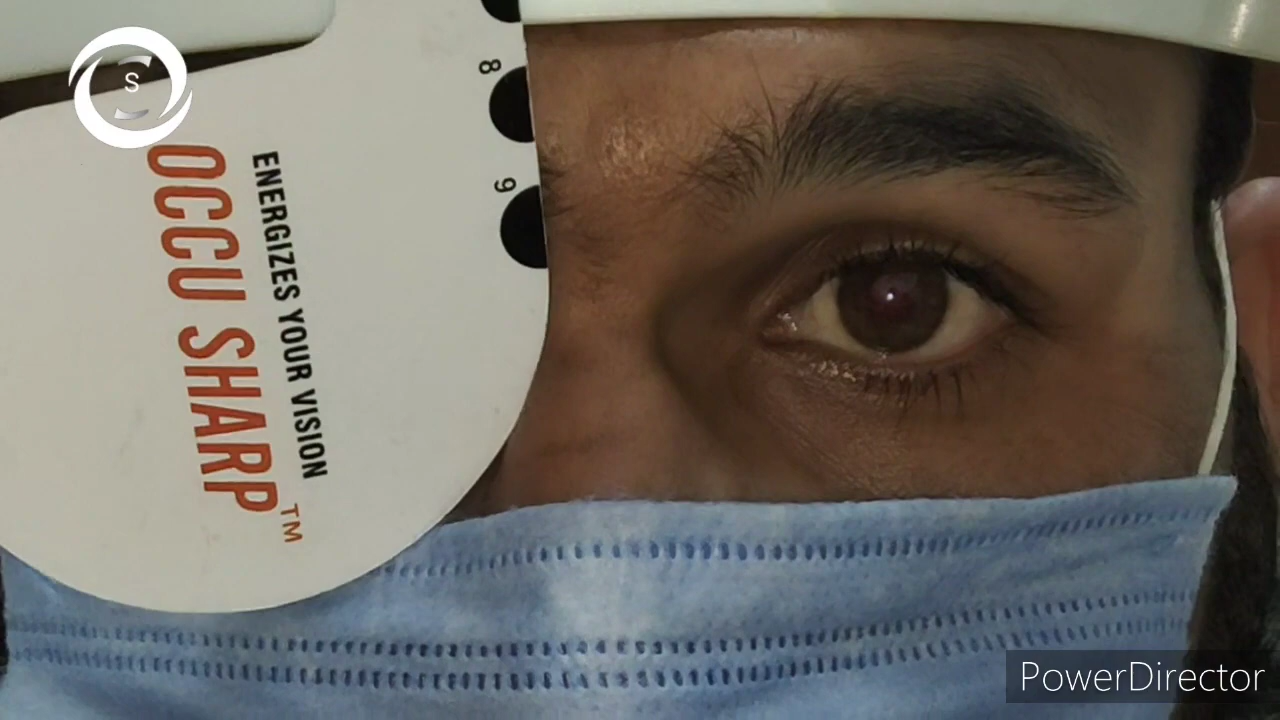 S
8
9
OCCU SHARP™
ENERGIZES YOUR VISION
PowerDirector